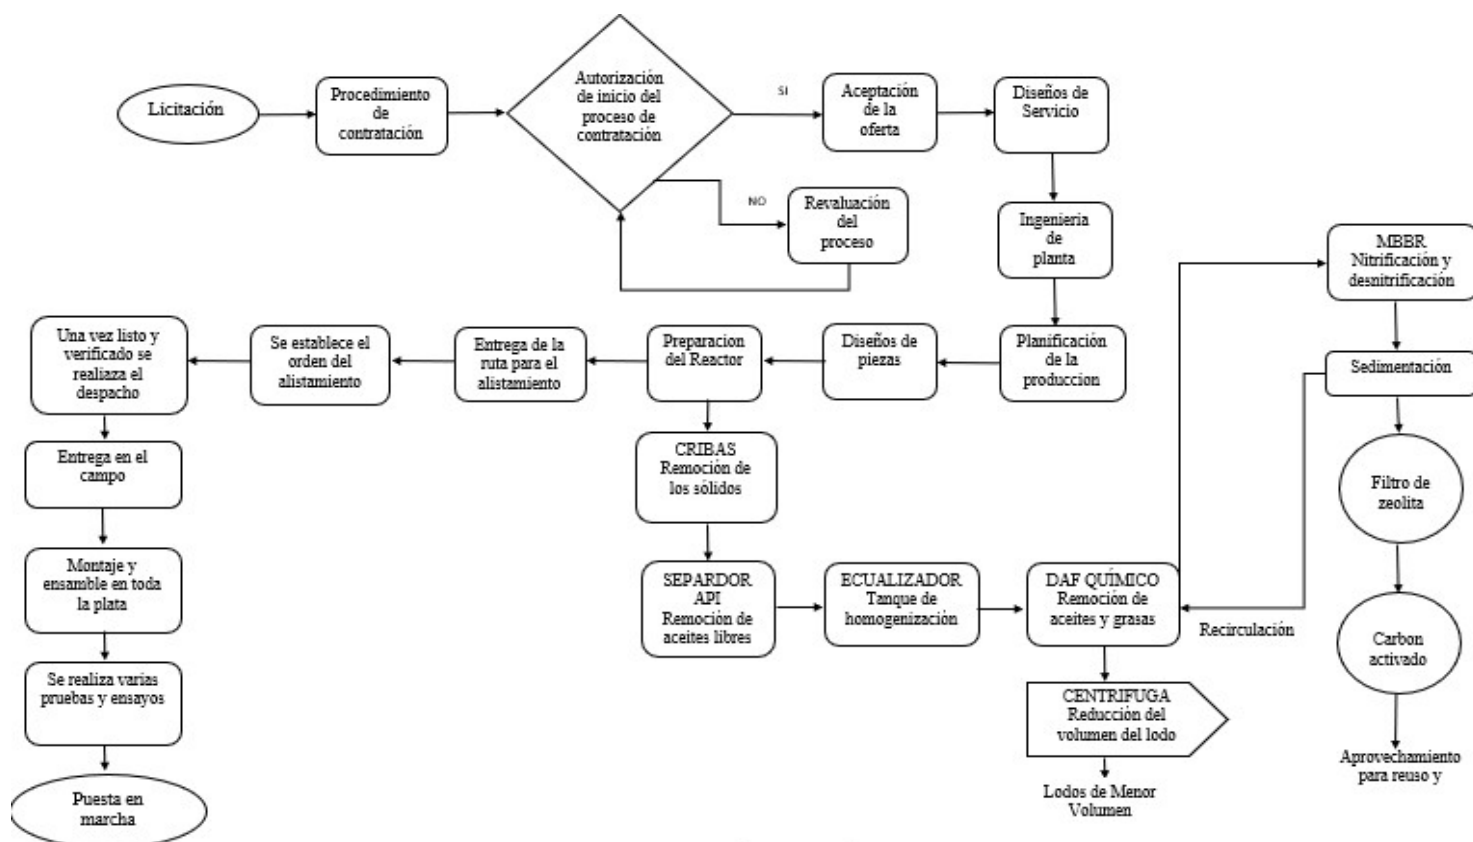 Licitación
Procedimiento
de
contratación
Autorización
de inicio del
proceso de
contratación
SI
Aceptación
de la
oferta
Diseños de
Servicio
NO
Revaluación
del
proceso
Ingenieria
de
planta
MBBR
Nitrificación y
desnitrificación
Una vez listo y
verificado se
realiaza el
despacho
Se establece el
orden del
alistamiento
Entrega de la
ruta para el
alistamiento
Preparacion
del Reactor
Diseños de
piezas
Planificación
de la
produccion
Sedimentación
Entrega en el
campo
CRIBAS
Remoción de
los sólidos
Filtro de
zeolita
Montaje y
ensamble en toda
la plata
SEPARDOR
API
Remoción de
aceites libres
ECUALIZADOR
Tanque de
homogenización
DAF QUÍMICO
Remoción de
aceites y grasas
Recirculación
Carbon
activado
Se realiza varias
pruebas y ensayos
CENTRIFUGA
Reducción del
volumen del lodo
Aprovechamiento
para reuso y
Puesta en
marcha
Lodos de Menor
Volumen